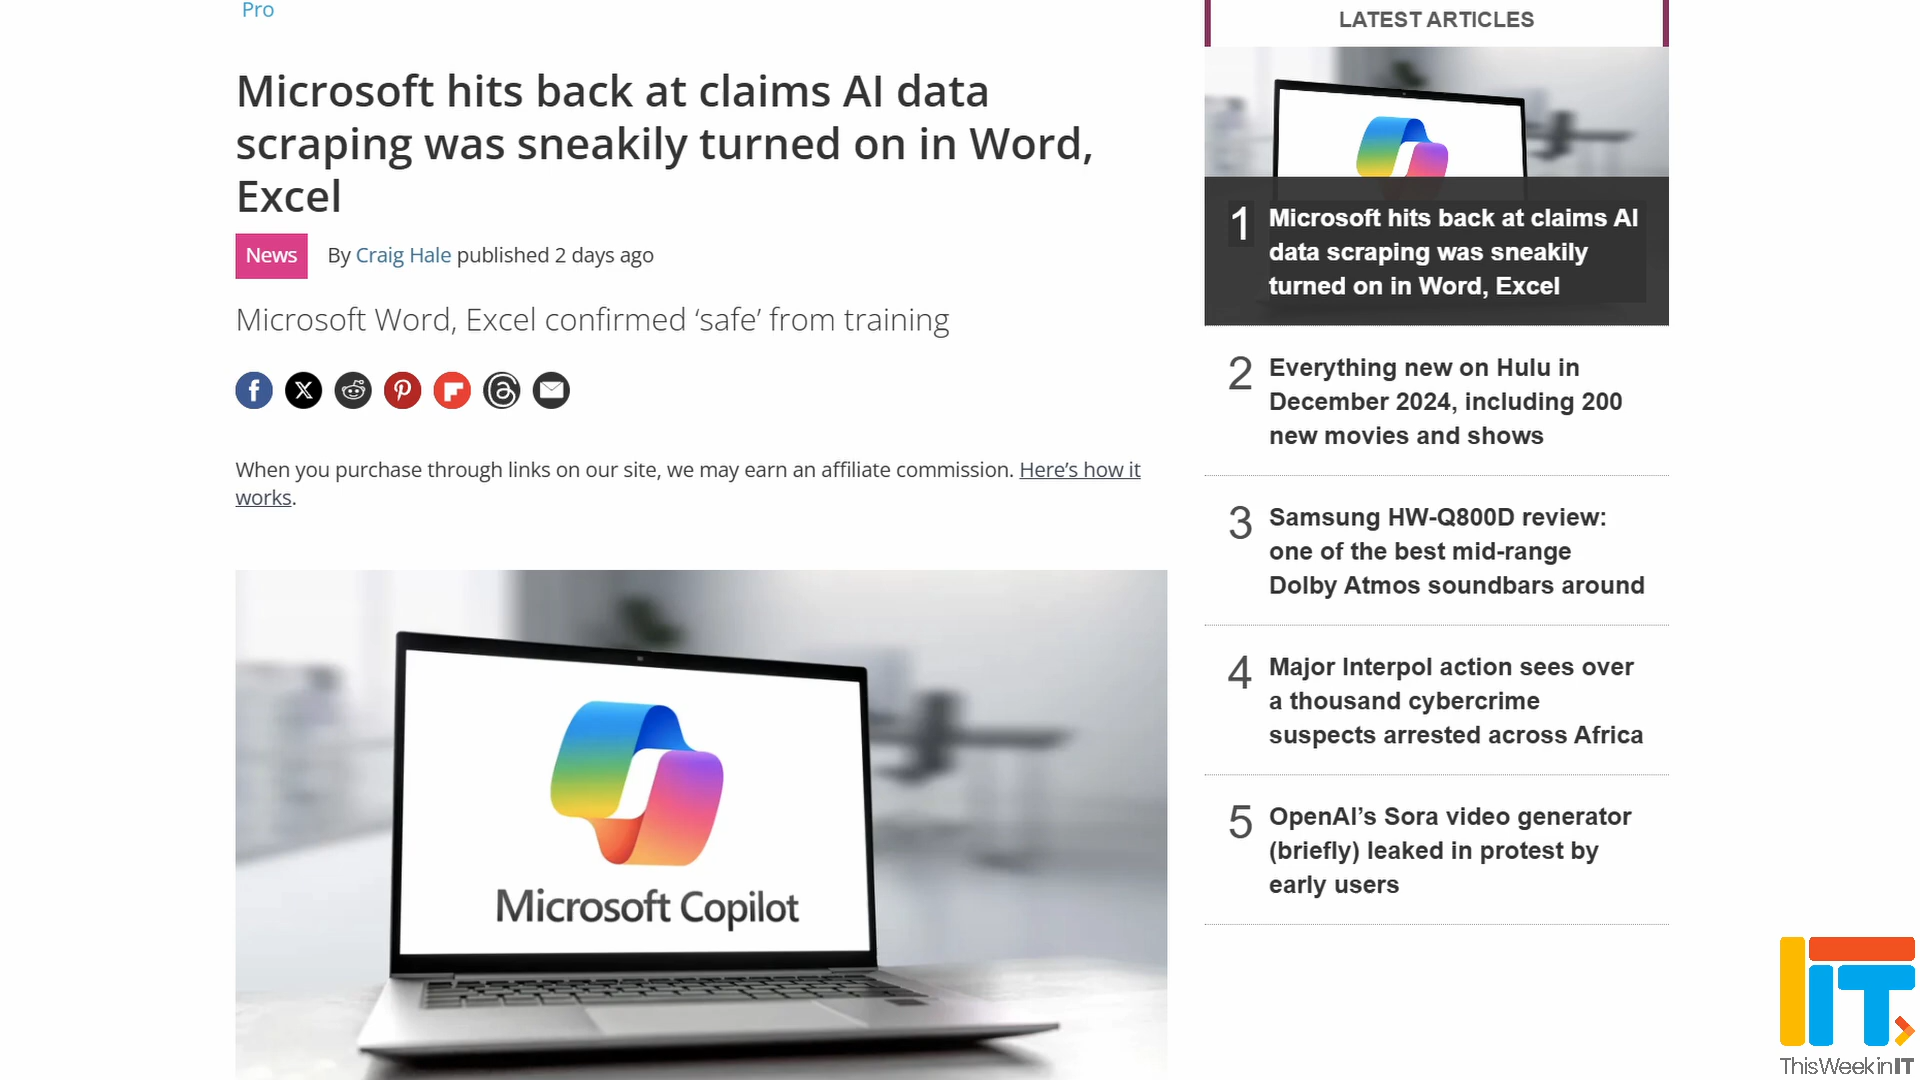 Pro
Microsoft hits back at claims AI data
scraping was sneakily turned on in Word,
Excel
News
By Craig Hale published 2 days ago
Microsoft Word, Excel confirmed ‘safe’ from training
When you purchase through links on our site, we may earn an affiliate commission. Here’s how it
works.
Microsoft Copilot
LATEST ARTICLES
1
Microsoft hits back at claims AI
data scraping was sneakily
turned on in Word, Excel
2
Everything new on Hulu in
December 2024, including 200
new movies and shows
3
Samsung HW-Q800D review:
one of the best mid-range
Dolby Atmos soundbars around
4
Major Interpol action sees over
a thousand cybercrime
suspects arrested across Africa
5
OpenAI’s Sora video generator
(briefly) leaked in protest by
early users
IT
ThisWeekinIT